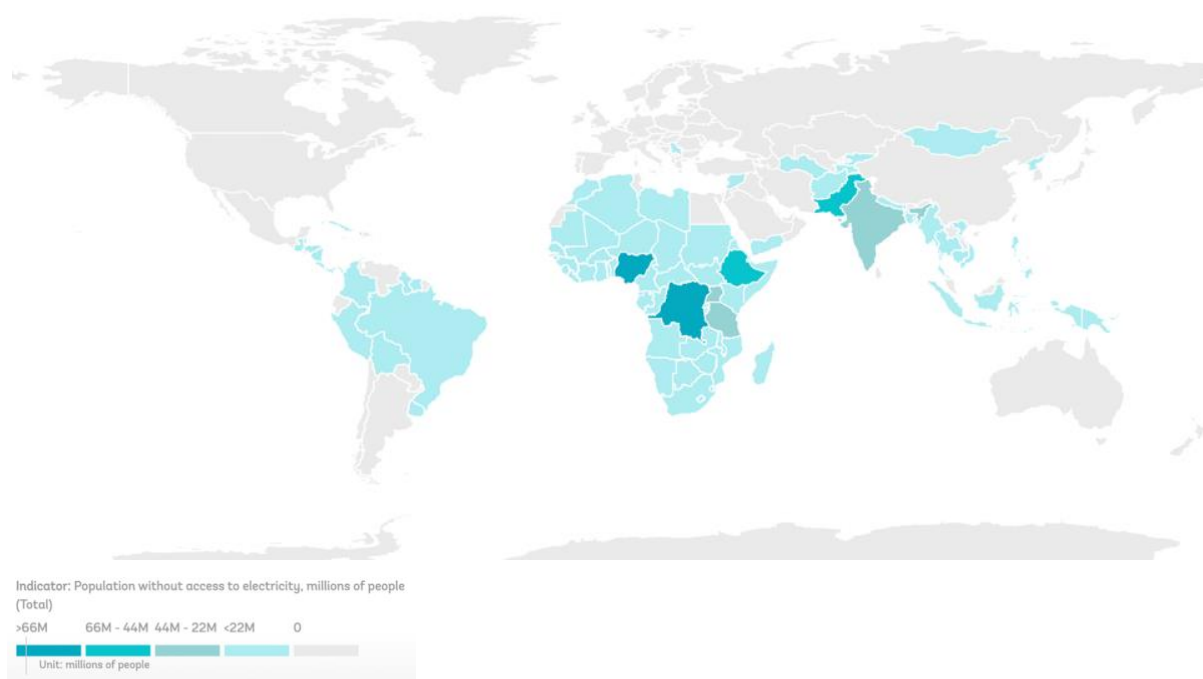 Indicator: Population without access to electricity, millions of people
(Total)
>66M 66M - 44M 44M - 22M <22M 0
Unit: millions of people